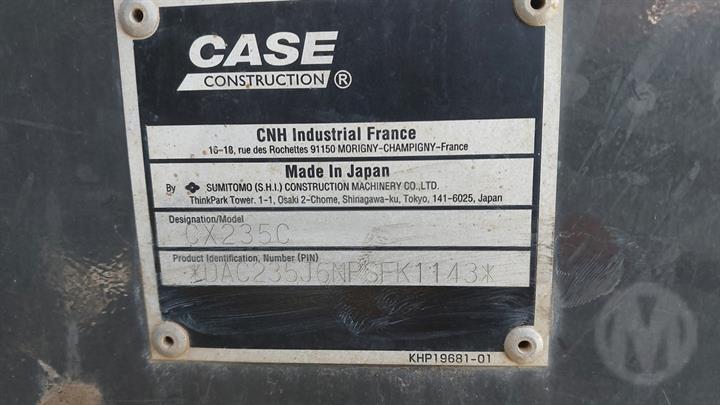 CASE
CONSTRUCTION ®
CNH Industrial France
16-18, rue des Rochettes 91150 MORIGNY-CHAMPIGNY-France
Made In Japan
By SUMITOMO (S.H.I.) CONSTRUCTION MACHINERY CO.,LTD.
ThinkPark Tower. 1-1, Osaki 2-Chome, Shinagawa-ku, Tokyo, 141-6025, Japan
Designation/Model
CX235C
Product Identification, Number (PIN)
*DAC235J6NPSFK1143*
KHP19681-01
M